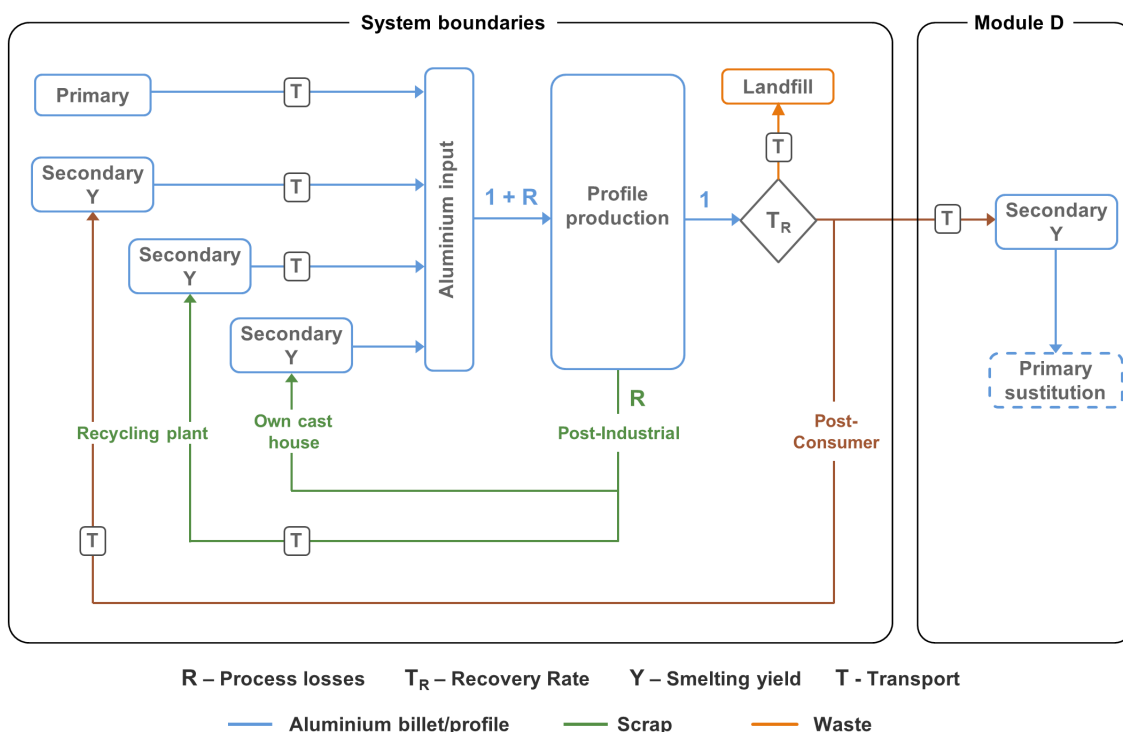 System boundaries
Module D
Primary
T
Landfill
T
Secondary
Y
T
Aluminium input
1 + R
Profile
production
1
T_R
T
Secondary
Y
Secondary
Y
T
Secondary
Y
Primary
sustitution
R
Recycling plant
Own cast
house
Post-Industrial
Post-
Consumer
T
T
R – Process losses
T_R – Recovery Rate
Y – Smelting yield
T - Transport
Aluminium billet/profile
Scrap
Waste